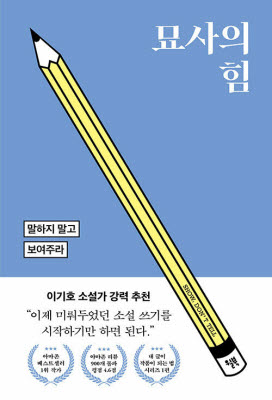 묘사의
힘
말하지 말고
보여주라
SHOW, DON'T TELL
윌북
이기호 소설가 강력 추천
“이제 미뤄두었던 소설 쓰기를
시작하기만 하면 된다.”
아마존
베스트셀러
1위 작가
아마존 리뷰
900개 돌파
평점 4.6점
내 글이
작품이 되는 법
시리즈 1권